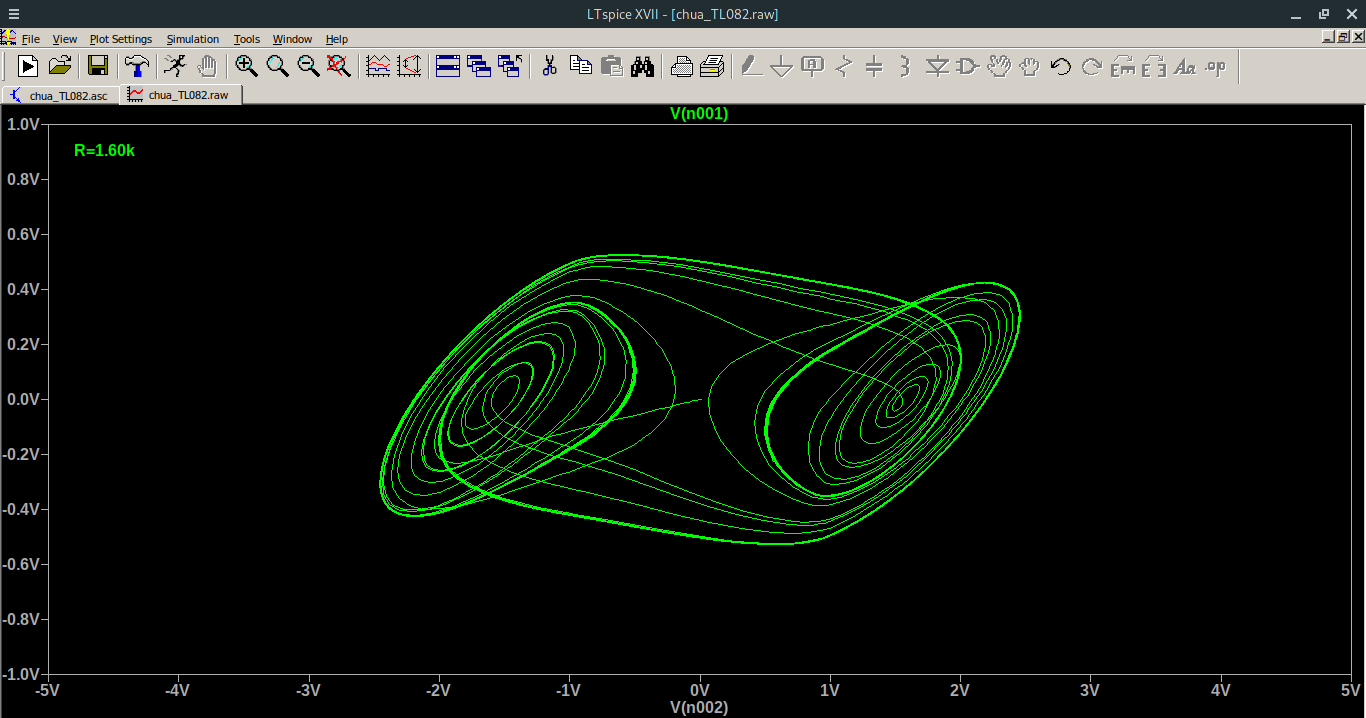 LTspice XVII - [chua_TL082.raw]
File View Plot Settings Simulation Tools Window Help
chua_TL082.asc chua_TL082.raw
V(n001)
1.0V
R=1.60k
0.8V
0.6V
0.4V
0.2V
0.0V
-0.2V
-0.4V
-0.6V
-0.8V
-1.0V
-5V -4V -3V -2V -1V 0V 1V 2V 3V 4V 5V
V(n002)